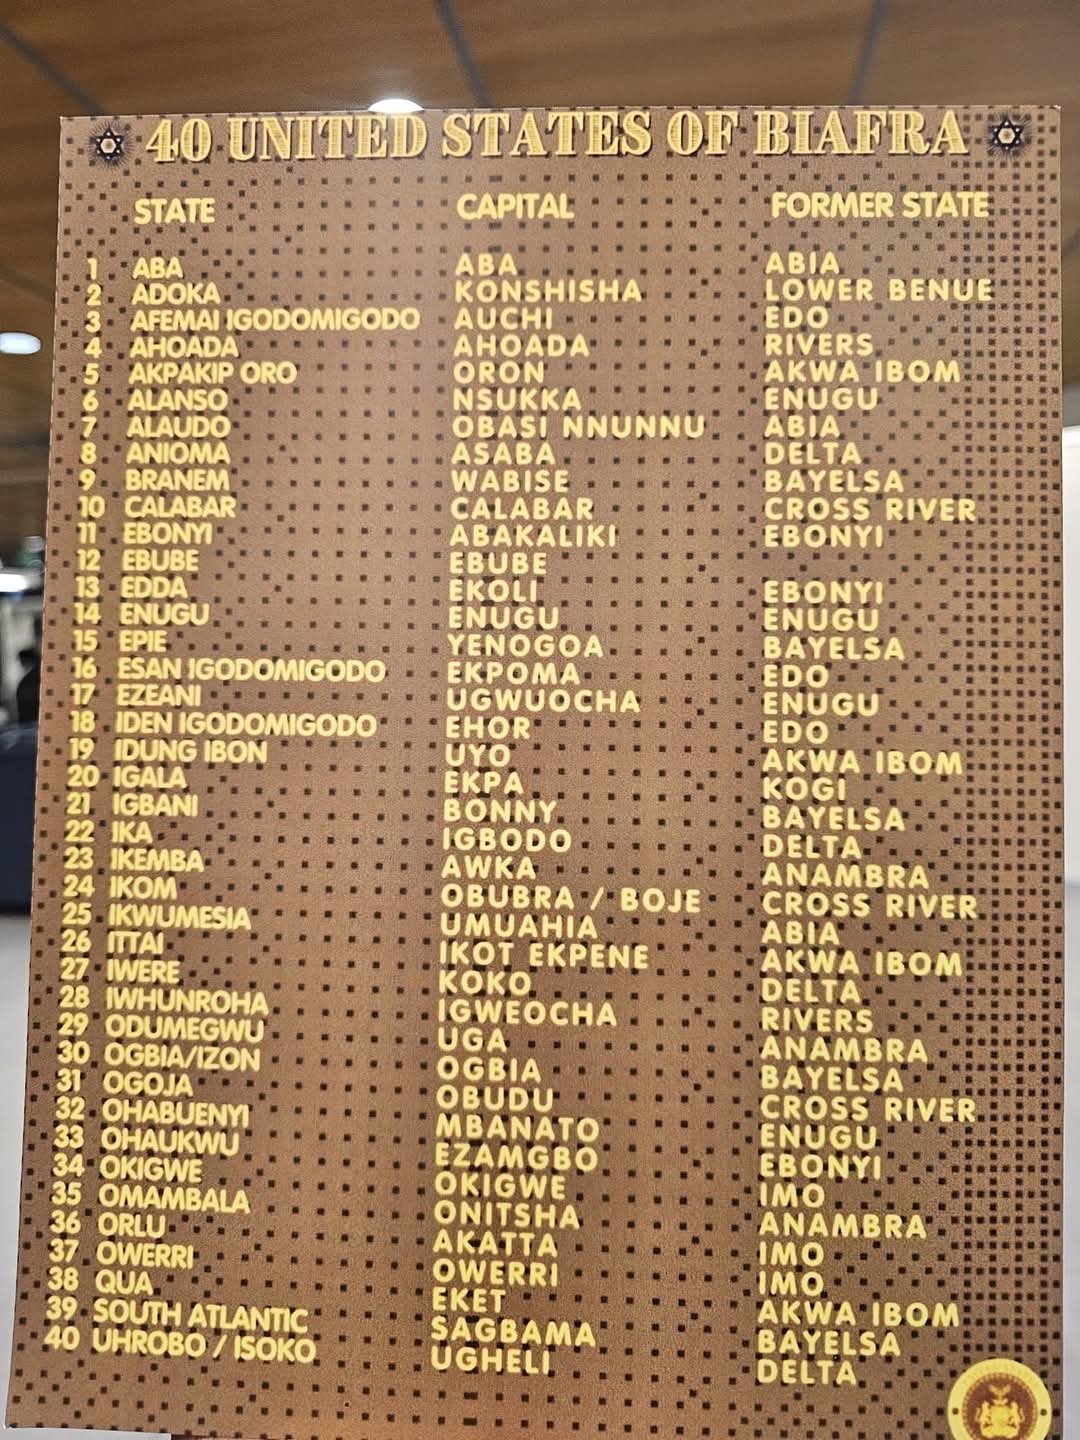 40 UNITED STATES OF BIAFRA
STATE CAPITAL FORMER STATE
1 ABA ABA ABIA
2 ADOKA KONSHISHA LOWER BENUE
3 AFEMAI IGODOMIGODO AUCHI EDO
4 AHOADA AHOADA RIVERS
5 AKPAKIP ORO ORON AKWA IBOM
6 ALANSO NSUKKA ENUGU
7 ALAUDO OBASI NNUNNU ABIA
8 ANIOMA ASABA DELTA
9 BRANEM WABISE BAYELSA
10 CALABAR CALABAR CROSS RIVER
11 EBONYI ABAKALIKI EBONYI
12 EBUBE EBUBE
13 EDDA EKOLI EBONYI
14 ENUGU ENUGU ENUGU
15 EPIE YENOGOA BAYELSA
16 ESAN IGODOMIGODO EKPOMA EDO
17 EZEANI UGWUOCHA ENUGU
18 IDEN IGODOMIGODO EHOR EDO
19 IDUNG IBON UYO AKWA IBOM
20 IGALA EKPA KOGI
21 IGBANI BONNY BAYELSA
22 IKA IGBODO DELTA
23 IKEMBA AWKA ANAMBRA
24 IKOM OBUBRA / BOJE CROSS RIVER
25 IKWUMESIA UMUAHIA ABIA
26 ITTAI IKOT EKPENE AKWA IBOM
27 IWERE KOKO DELTA
28 IWHUNROHA IGWEOCHA RIVERS
29 ODUMEGWU UGA ANAMBRA
30 OGBIA/IZON OGBIA BAYELSA
31 OGOJA OBUDU CROSS RIVER
32 OHABUENYI MBANATO ENUGU
33 OHAUKWU EZAMGBO EBONYI
34 OKIGWE OKIGWE IMO
35 OMAMBALA ONITSHA ANAMBRA
36 ORLU AKATTA IMO
37 OWERRI OWERRI IMO
38 QUA EKET AKWA IBOM
39 SOUTH ATLANTIC SAGBAMA BAYELSA
40 UHROBO / ISOKO UGHELI DELTA